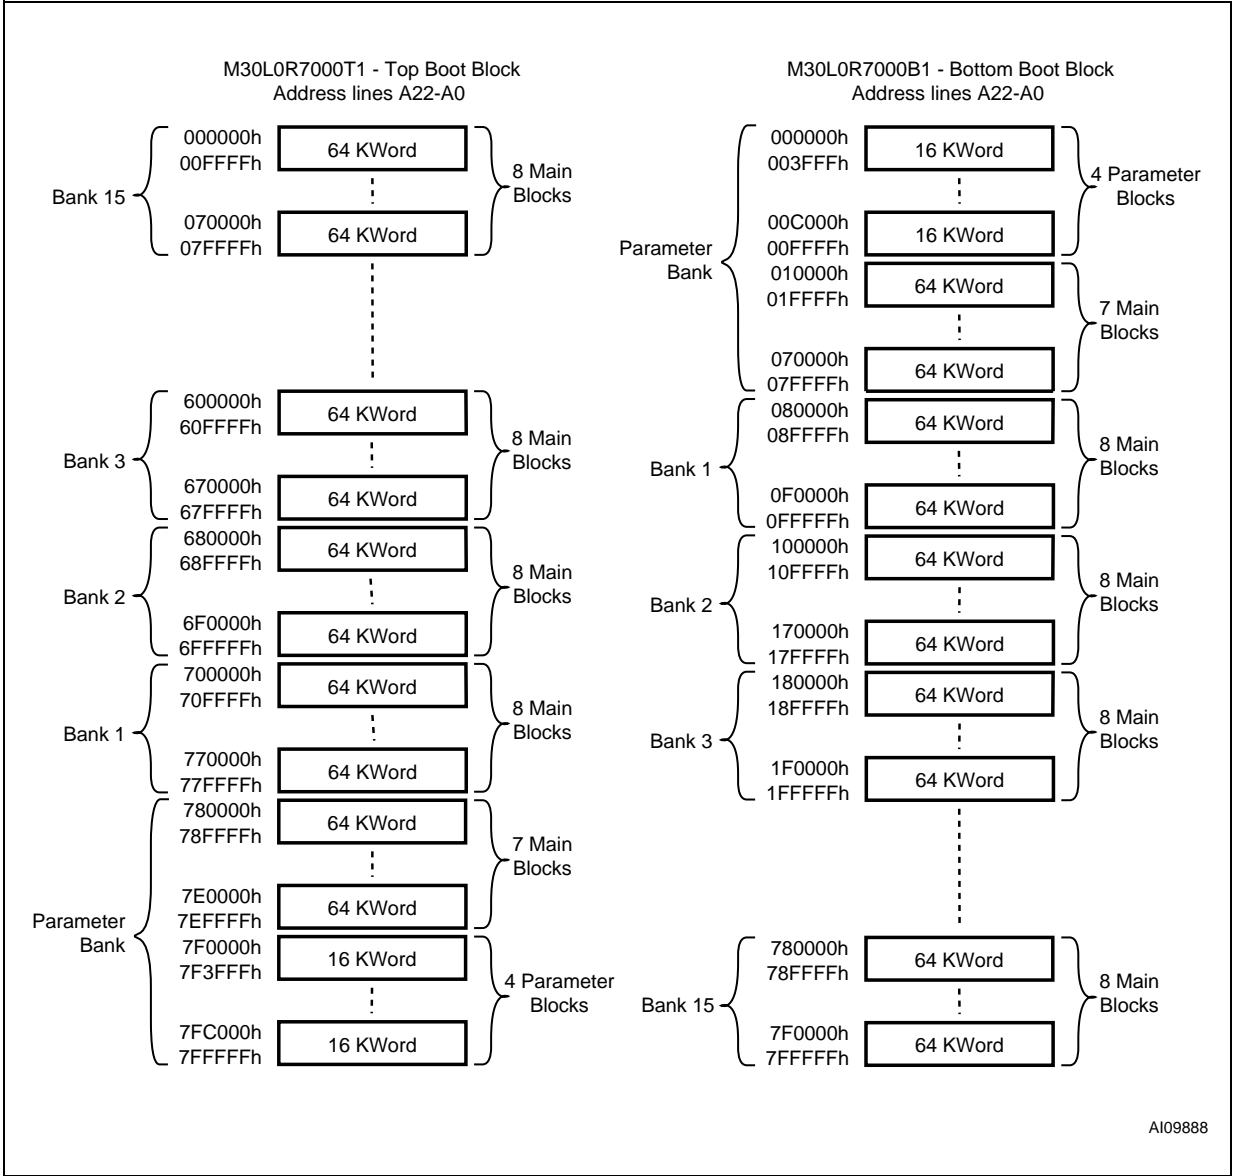 M30L0R7000T1 - Top Boot Block
Address lines A22-A0
Bank 15
000000h
00FFFFh
64 KWord
070000h
07FFFFh
64 KWord
8 Main
Blocks
Bank 3
600000h
60FFFFh
64 KWord
670000h
67FFFFh
64 KWord
8 Main
Blocks
Bank 2
680000h
68FFFFh
64 KWord
6F0000h
6FFFFFh
64 KWord
8 Main
Blocks
Bank 1
700000h
70FFFFh
64 KWord
770000h
77FFFFh
64 KWord
8 Main
Blocks
Parameter
Bank
780000h
78FFFFh
64 KWord
7E0000h
7EFFFFh
64 KWord
7 Main
Blocks
7F0000h
7F3FFFh
16 KWord
7FC000h
7FFFFFh
16 KWord
4 Parameter
Blocks
M30L0R7000B1 - Bottom Boot Block
Address lines A22-A0
Parameter
Bank
000000h
003FFFh
16 KWord
00C000h
00FFFFh
16 KWord
4 Parameter
Blocks
010000h
01FFFFh
64 KWord
070000h
07FFFFh
64 KWord
7 Main
Blocks
Bank 1
080000h
08FFFFh
64 KWord
0F0000h
0FFFFFh
64 KWord
8 Main
Blocks
Bank 2
100000h
10FFFFh
64 KWord
170000h
17FFFFh
64 KWord
8 Main
Blocks
Bank 3
180000h
18FFFFh
64 KWord
1F0000h
1FFFFFh
64 KWord
8 Main
Blocks
Bank 15
780000h
78FFFFh
64 KWord
7F0000h
7FFFFFh
64 KWord
8 Main
Blocks
AI09888